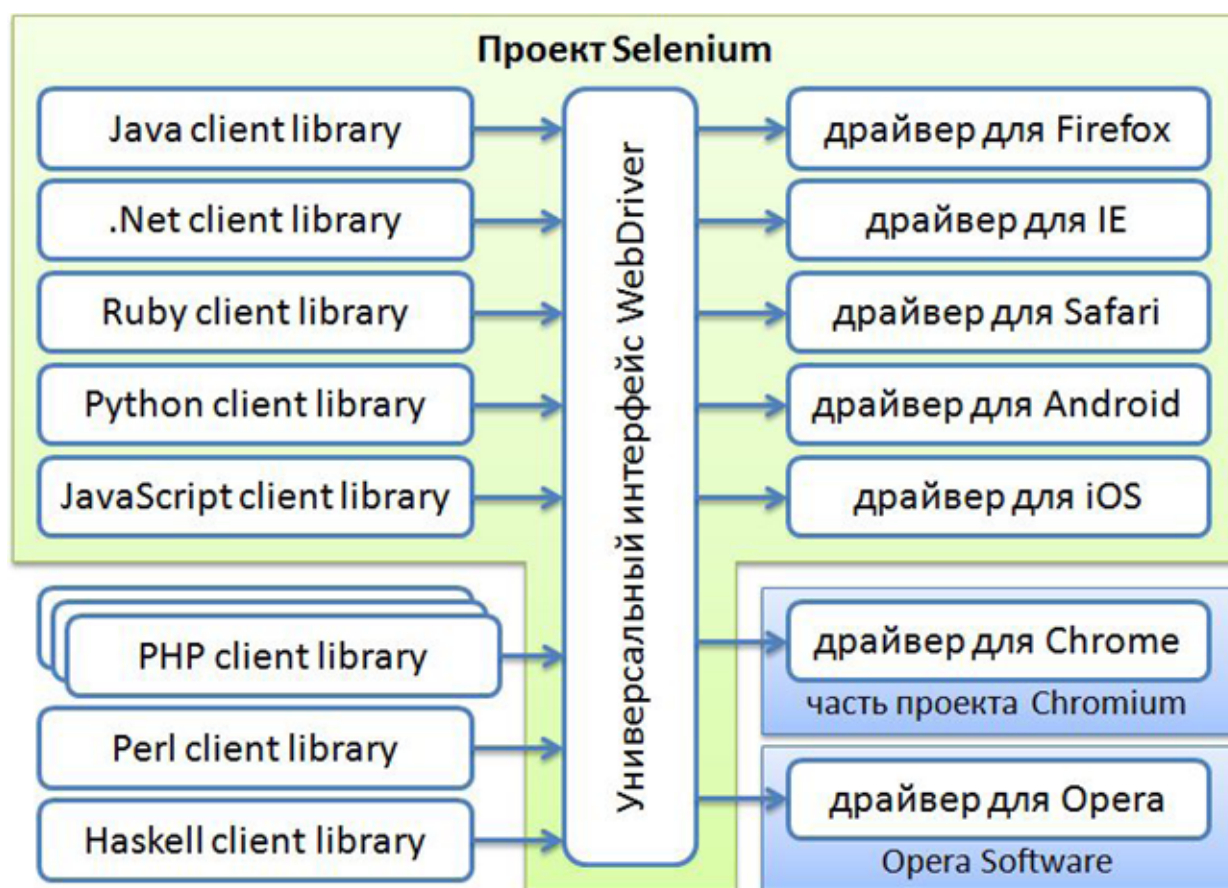 Проект Selenium
Java client library
.Net client library
Ruby client library
Python client library
JavaScript client library
PHP client library
Perl client library
Haskell client library
Универсальный интерфейс WebDriver
драйвер для Firefox
драйвер для IE
драйвер для Safari
драйвер для Android
драйвер для iOS
драйвер для Chrome
часть проекта Chromium
драйвер для Opera
Opera Software